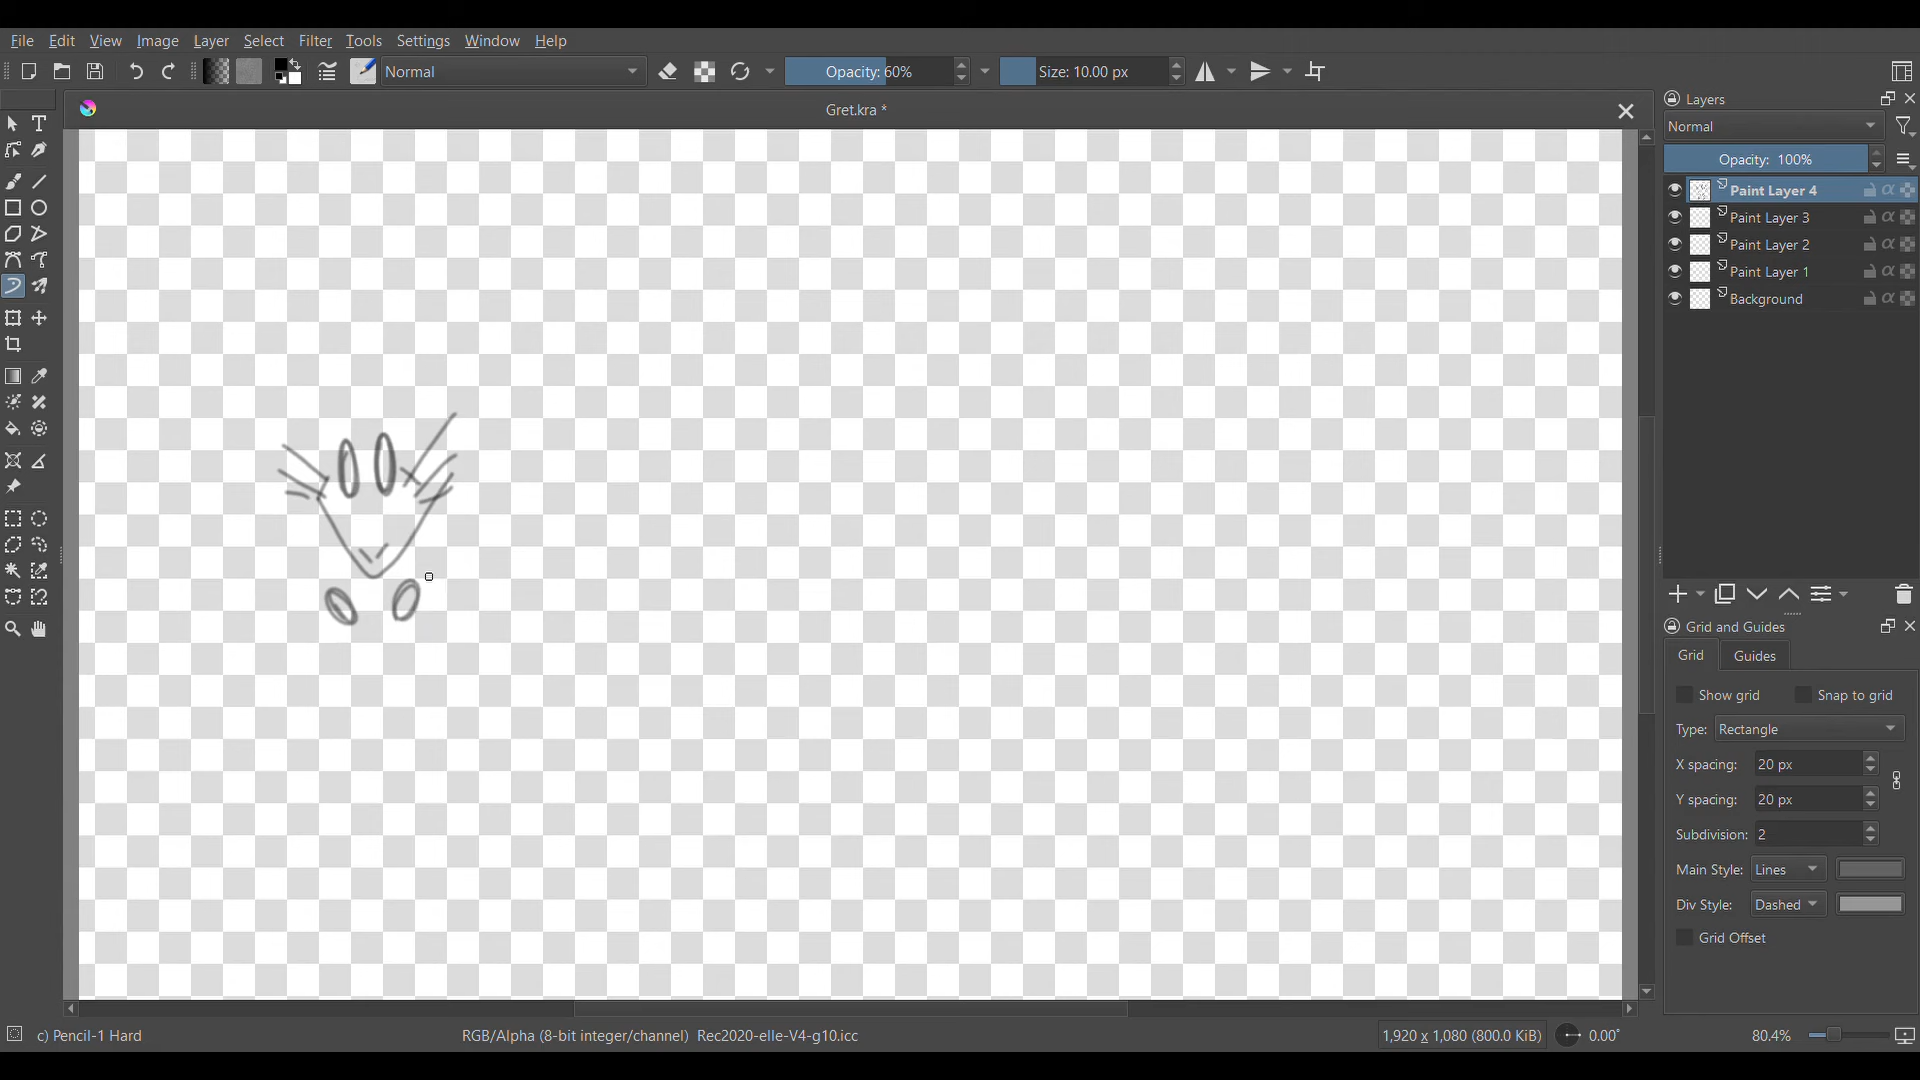 File Edit View Image Layer Select Filter Tools Settings Window Help
Normal Opacity: 60% Size: 10.00 px
Gret.kra *
Layers
Normal
Opacity: 100%
Paint Layer 4
Paint Layer 3
Paint Layer 2
Paint Layer 1
Background
Grid and Guides
Grid Guides
Show grid Snap to grid
Type: Rectangle
X spacing: 20 px
Y spacing: 20 px
Subdivision: 2
Main Style: Lines
Div Style: Dashed
Grid Offset
c) Pencil-1 Hard RGB/Alpha (8-bit integer/channel) Rec2020-elle-V4-g10.icc 1,920 x 1,080 (800.0 KiB) 0.00° 80.4%